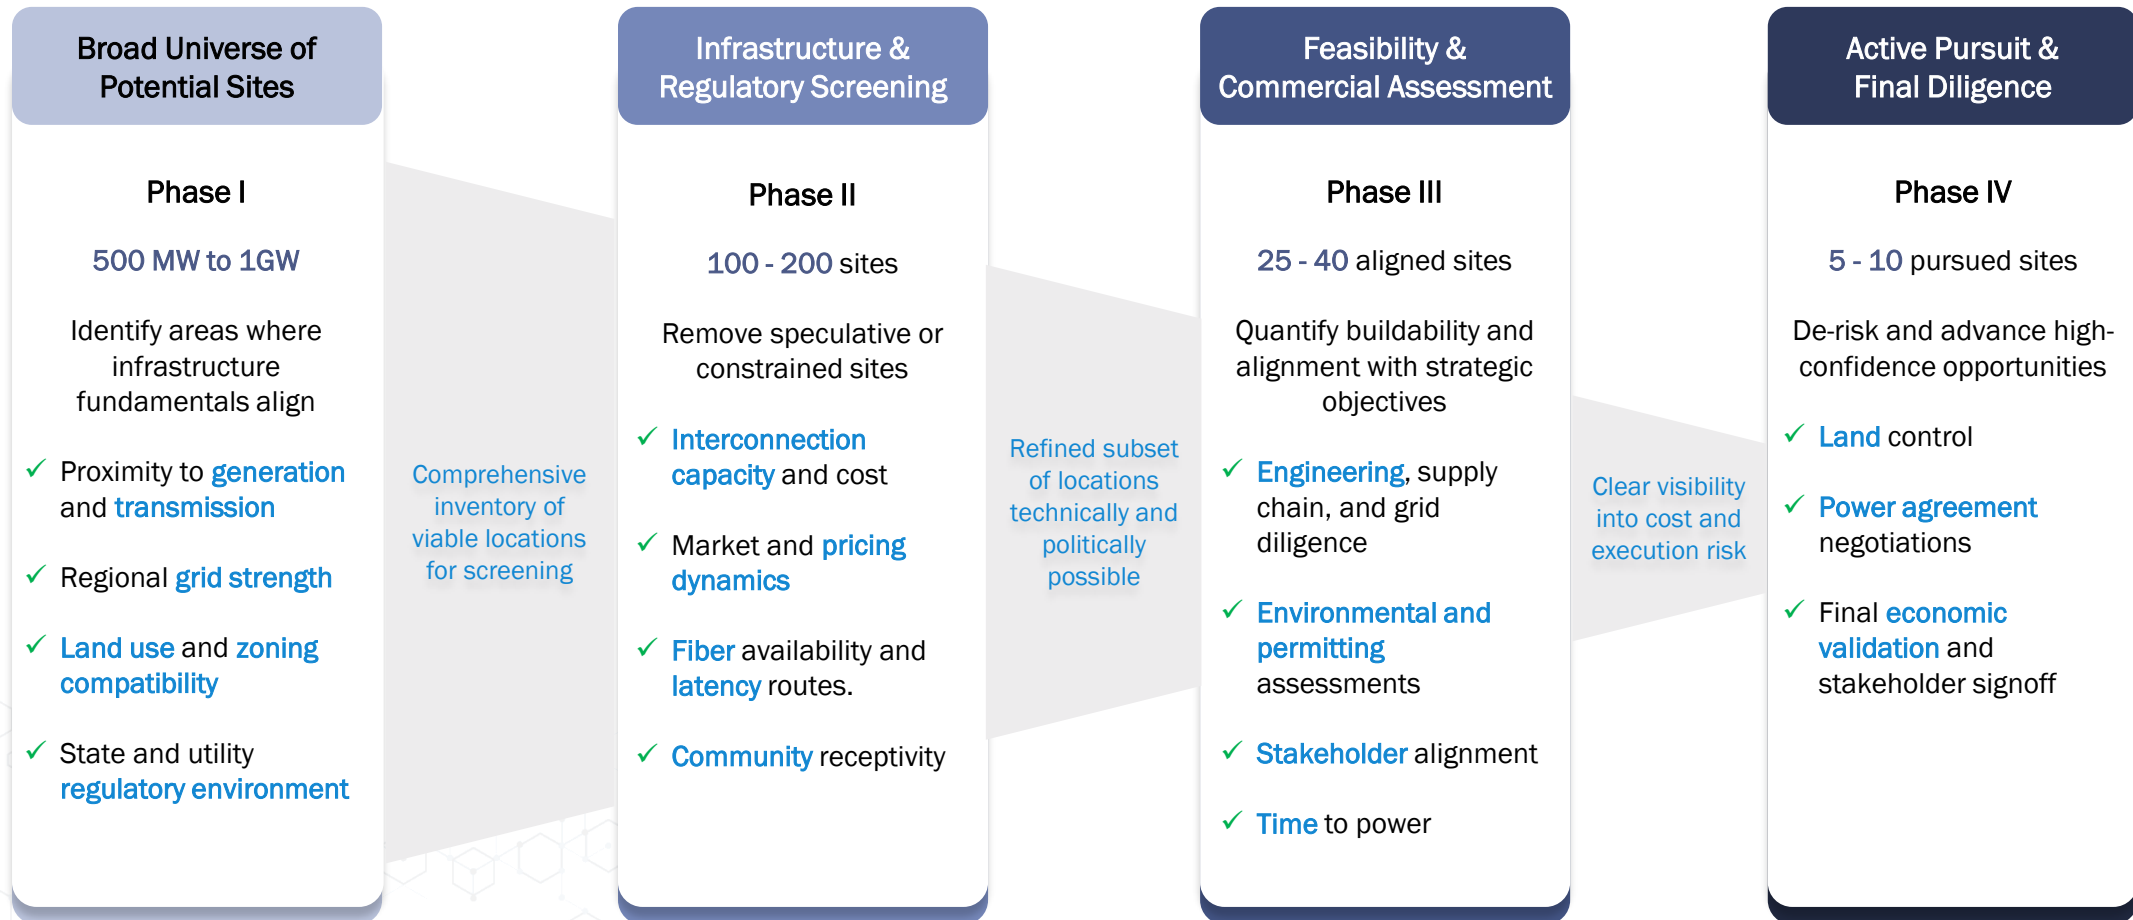 Broad Universe of
Potential Sites
Phase I
500 MW to 1GW
Identify areas where
infrastructure
fundamentals align
✓ Proximity to generation
and transmission
✓ Regional grid strength
✓ Land use and zoning
compatibility
✓ State and utility
regulatory environment
Comprehensive
inventory of
viable locations
for screening
Infrastructure &
Regulatory Screening
Phase II
100 - 200 sites
Remove speculative or
constrained sites
✓ Interconnection
capacity and cost
✓ Market and pricing
dynamics
✓ Fiber availability and
latency routes.
✓ Community receptivity
Refined subset
of locations
technically and
politically
possible
Feasibility &
Commercial Assessment
Phase III
25 - 40 aligned sites
Quantify buildability and
alignment with strategic
objectives
✓ Engineering, supply
chain, and grid
diligence
✓ Environmental and
permitting
assessments
✓ Stakeholder alignment
✓ Time to power
Clear visibility
into cost and
execution risk
Active Pursuit &
Final Diligence
Phase IV
5 - 10 pursued sites
De-risk and advance high-
confidence opportunities
✓ Land control
✓ Power agreement
negotiations
✓ Final economic
validation and
stakeholder signoff